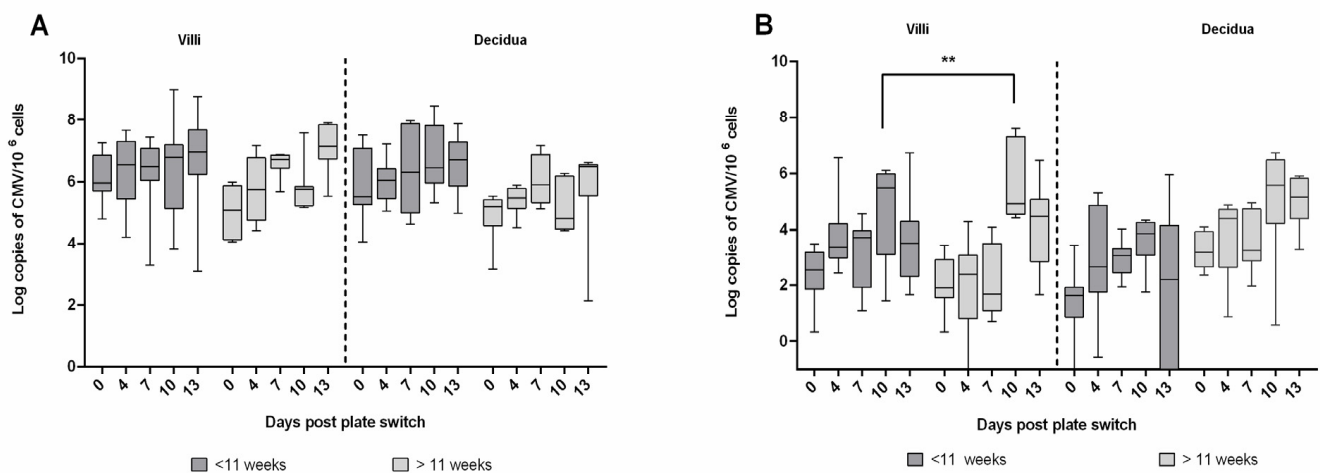 A
Villi
Decidua
Log copies of CMV/10 6 cells
10
8
6
4
2
0
0 4 7 10 13 0 4 7 10 13 0 4 7 10 13 0 4 7 10 13
Days post plate switch
<11 weeks > 11 weeks
B
Villi
Decidua
**
Log copies of CMV/10 6 cells
10
8
6
4
2
0
0 4 7 10 13 0 4 7 10 13 0 4 7 10 13 0 4 7 10 13
Days post plate switch
<11 weeks > 11 weeks